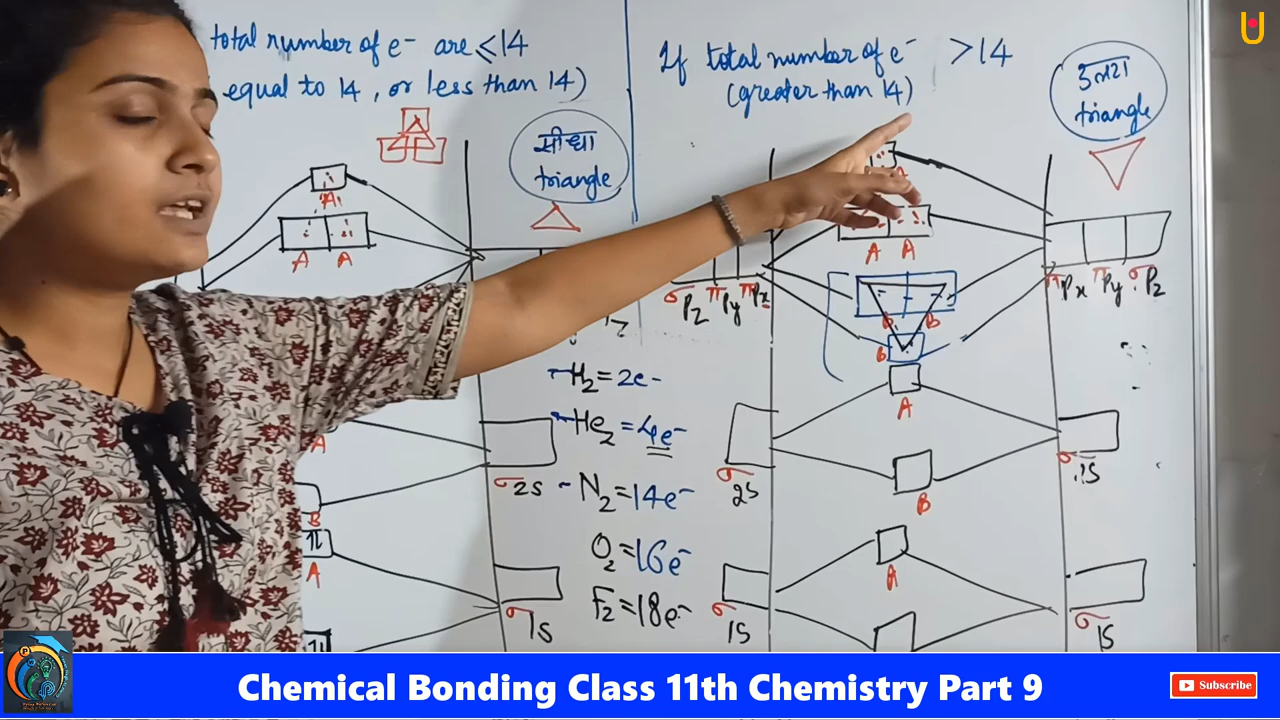 total number of e⁻ are ≤14
equal to 14, or less than 14)
सीधा
triangle
A
A A
A
B
A
σ2s
σ1s
H₂=2e-
He₂=4e-
N₂=14e-
O₂=16e-
F₂=18e-
If total number of e⁻ >14
(greater than 14)
उल्टा
triangle
A
A A
σPz πPy πPx
πPx πPy σPz
B B
B
A
B
σ2s
A
σ1s
σ1s
Chemical Bonding Class 11th Chemistry Part 9
Subscribe